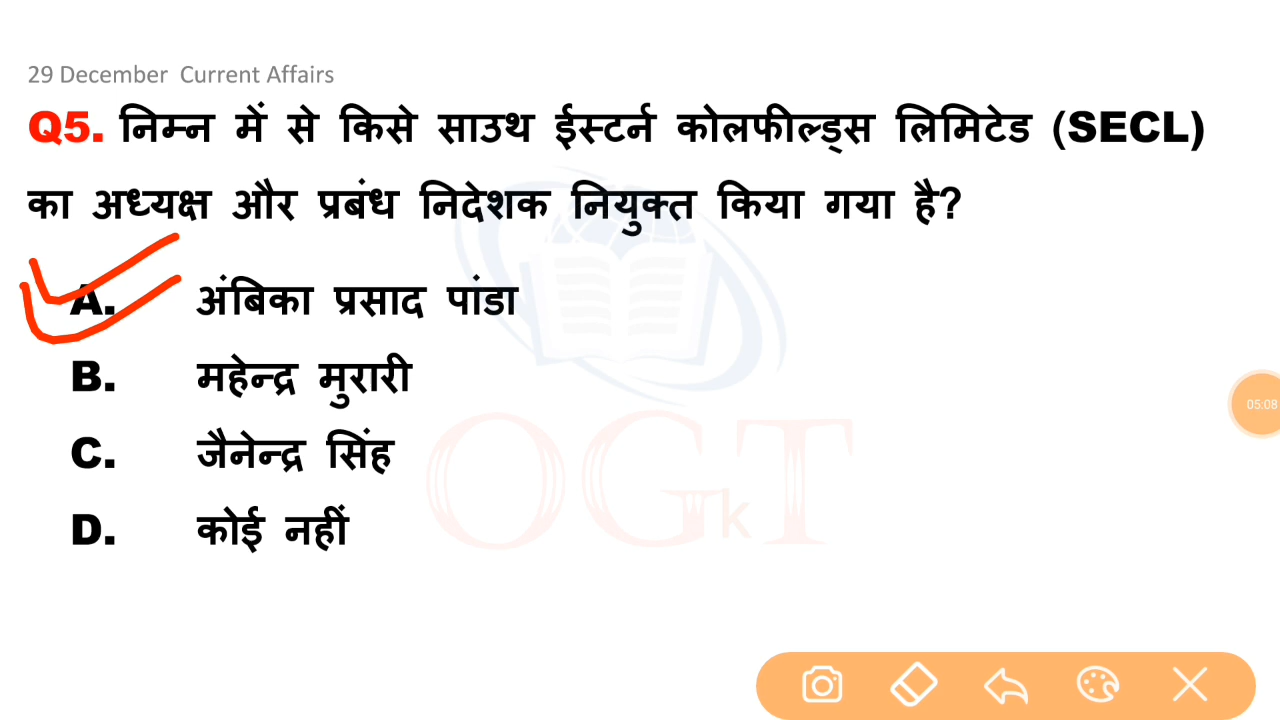 29 December Current Affairs
Q5. निम्न में से किसे साउथ ईस्टर्न कोलफील्ड्स लिमिटेड (SECL)
का अध्यक्ष और प्रबंध निदेशक नियुक्त किया गया है?
A. अंबिका प्रसाद पांडा
B. महेन्द्र मुरारी
C. जैनेन्द्र सिंह
D. कोई नहीं
OGkT
05:08